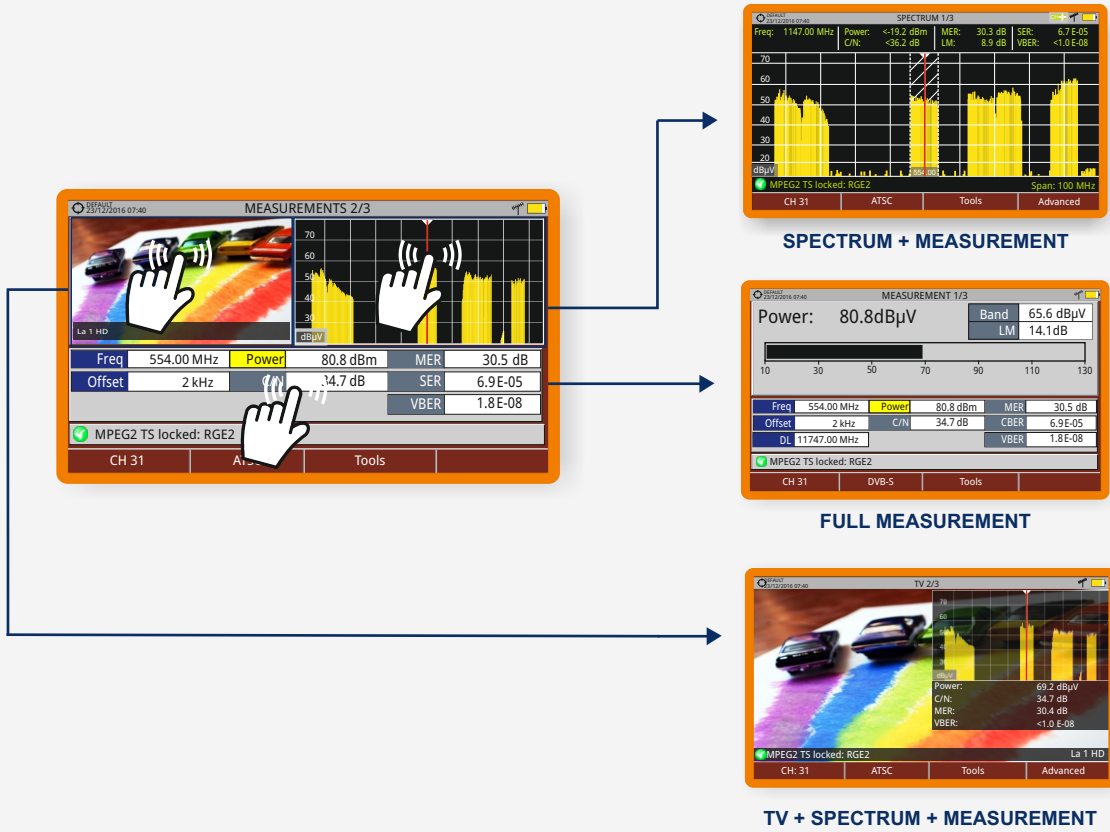 DEFAULT
23/12/2016 07:40
MEASUREMENTS 2/3
70
60
50
40
30
dBµV
La 1 HD
Freq 554.00 MHz Power 80.8 dBm MER 30.5 dB
Offset 2 kHz C/N 34.7 dB SER 6.9E-05
VBER 1.8E-08
MPEG2 TS locked: RGE2
CH 31 Tools
DEFAULT
23/12/2016 07:40
SPECTRUM 1/3
Freq: 1147.00 MHz Power: <-19.2 dBm MER: 30.3 dB SER: 6.7 E-05
C/N: <36.2 dB LM: 8.9 dB VBER: <1.0 E-08
70
60
50
40
30
20
dBµV
554.00
MPEG2 TS locked: RGE2 Span: 100 MHz
CH 31 ATSC Tools Advanced
SPECTRUM + MEASUREMENT
DEFAULT
23/12/2016 07:40
MEASUREMENT 1/3
Power: 80.8dBµV Band 65.6 dBµV
LM 14.1dB
10 30 50 70 90 110 130
Freq 554.00 MHz Power 80.8 dBm MER 30.5 dB
Offset 2 kHz C/N 34.7 dB CBER 6.9E-05
DL 11747.00 MHz VBER 1.8E-08
MPEG2 TS locked: RGE2
CH 31 DVB-S Tools
FULL MEASUREMENT
DEFAULT
23/12/2016 07:40
TV 2/3
70
60
50
40
30
dBµV
Power: 69.2 dBµV
C/N: 34.7 dB
MER: 30.4 dB
VBER: <1.0 E-08
MPEG2 TS locked: RGE2 La 1 HD
CH: 31 ATSC Tools Advanced
TV + SPECTRUM + MEASUREMENT